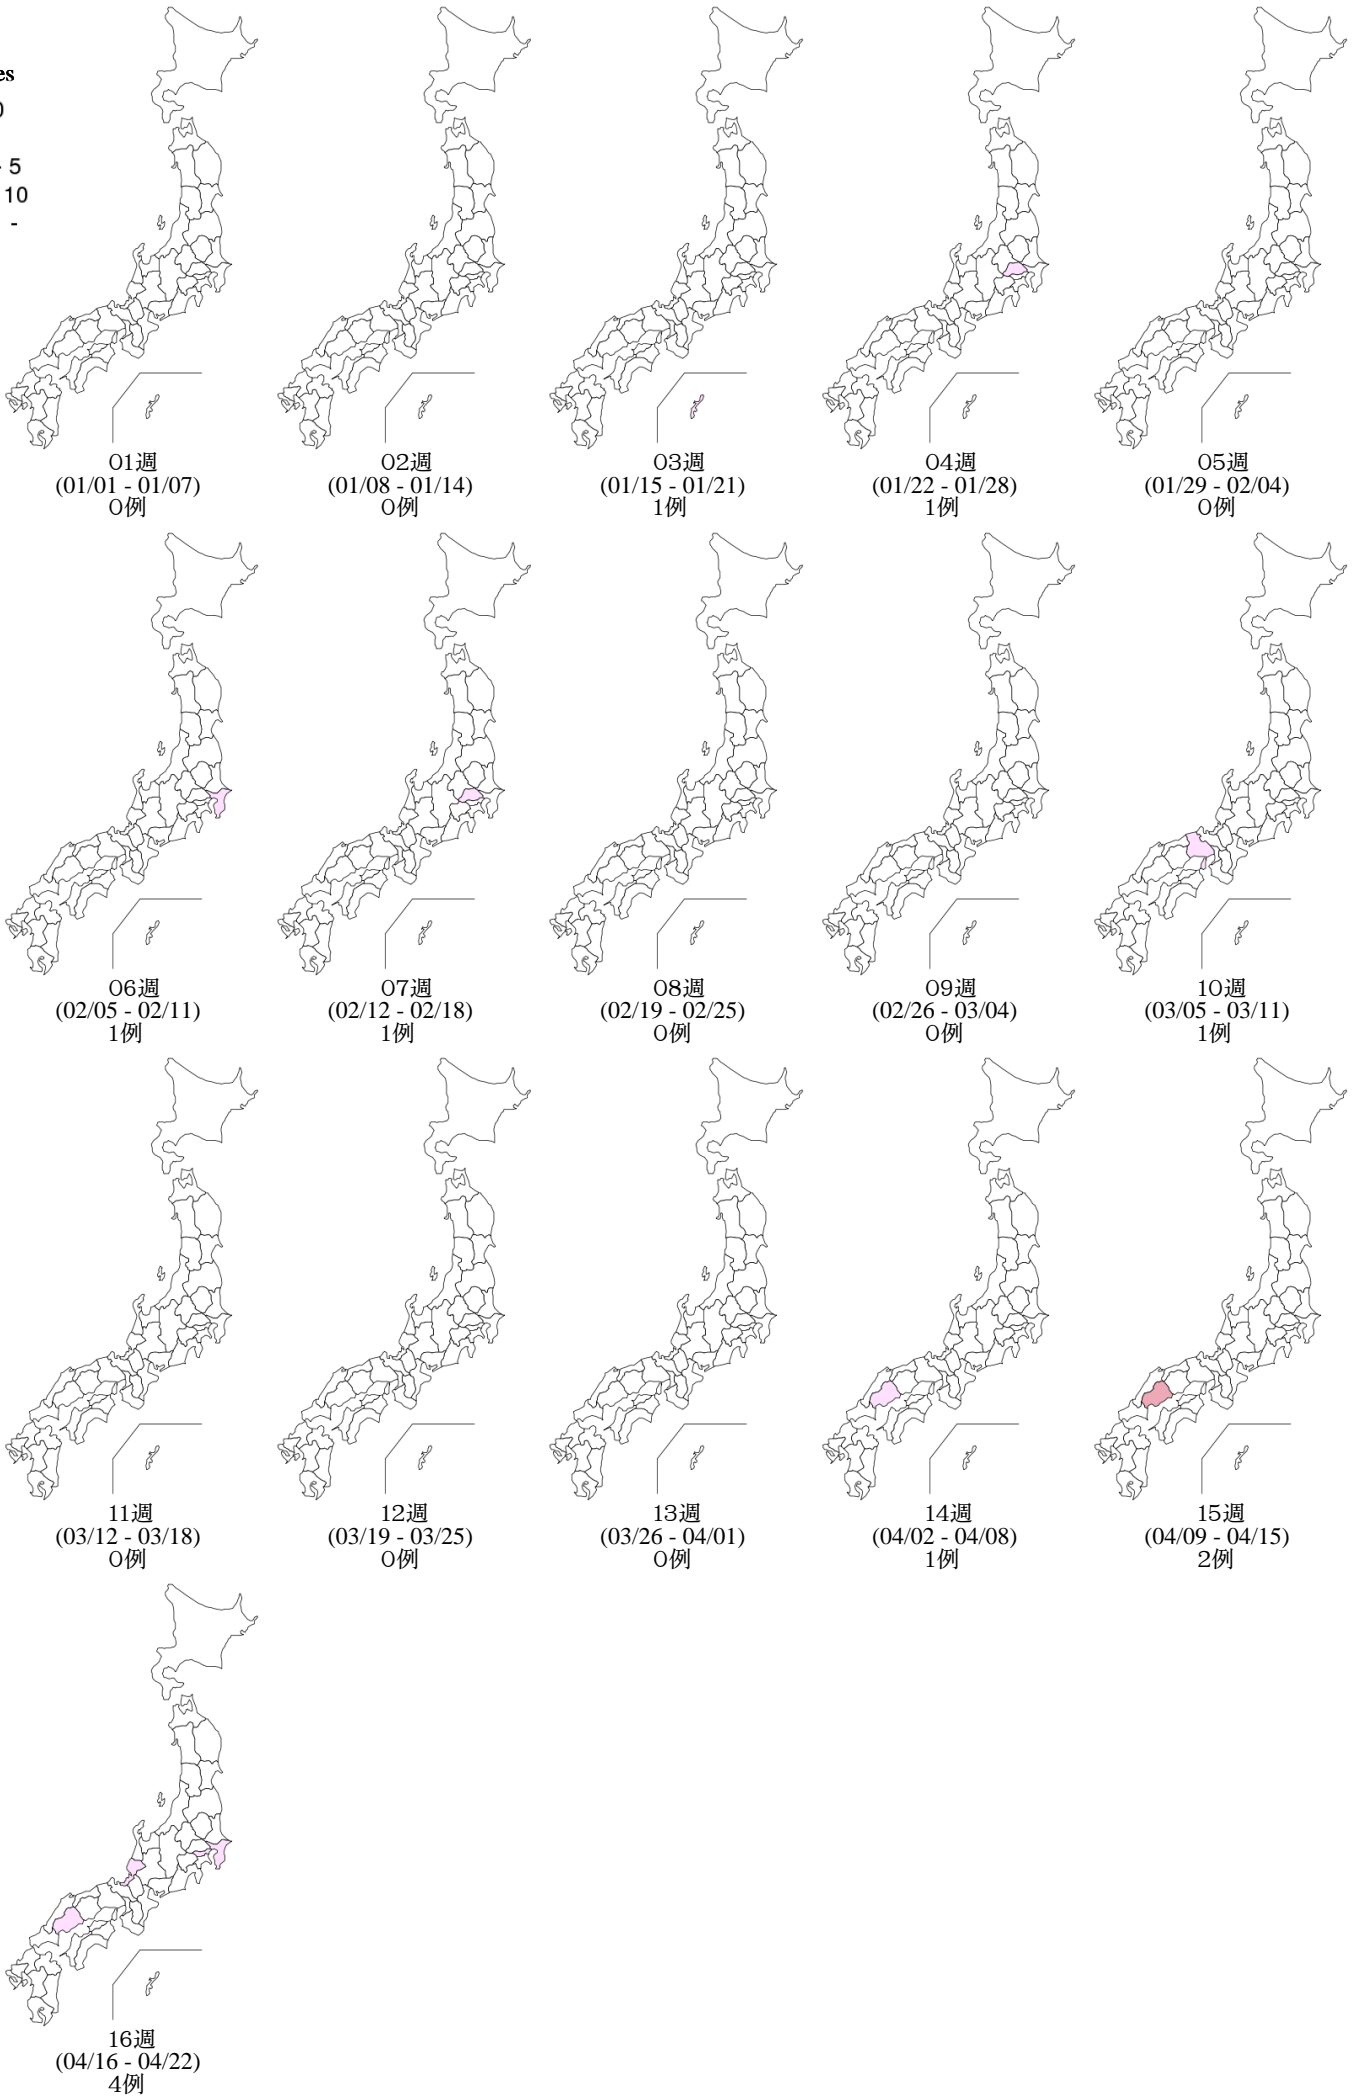 es
0
- 5
10
-
01週
(01/01 - 01/07)
0例
02週
(01/08 - 01/14)
0例
03週
(01/15 - 01/21)
1例
04週
(01/22 - 01/28)
1例
05週
(01/29 - 02/04)
0例
06週
(02/05 - 02/11)
1例
07週
(02/12 - 02/18)
1例
08週
(02/19 - 02/25)
0例
09週
(02/26 - 03/04)
0例
10週
(03/05 - 03/11)
1例
11週
(03/12 - 03/18)
0例
12週
(03/19 - 03/25)
0例
13週
(03/26 - 04/01)
0例
14週
(04/02 - 04/08)
1例
15週
(04/09 - 04/15)
2例
16週
(04/16 - 04/22)
4例